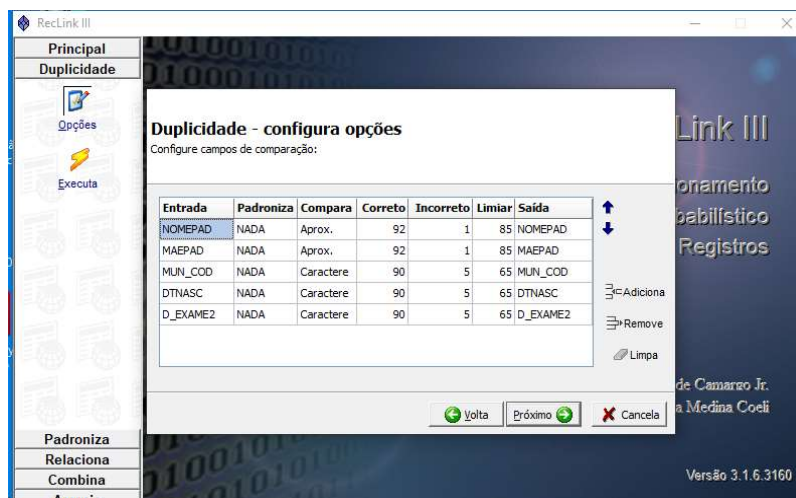 RecLink III
Principal
Duplicidade
Opções
Executa
Padroniza
Relaciona
Combina
Duplicidade - configura opções
Configure campos de comparação:
Entrada Padroniza Compara Correto Incorreto Limiar Saída
NOMEPAD NADA Aprox. 92 1 85 NOMEPAD
MAEPAD NADA Aprox. 92 1 85 MAEPAD
MUN_COD NADA Caractere 90 5 65 MUN_COD
DTNASC NADA Caractere 90 5 65 DTNASC
D_EXAME2 NADA Caractere 90 5 65 D_EXAME2
Adiciona
Remove
Limpa
Volta Próximo Cancela
Link III
onamento
babilístico
Registros
de Camargo Jr.
a Medina Coeli
Versão 3.1.6.3160